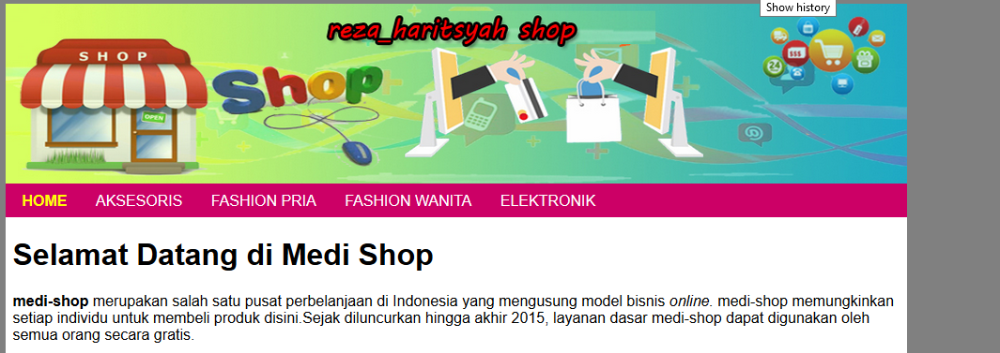 Show history
reza_haritsyah shop
SHOP
Shop
OPEN
24
HOME AKSESORIS FASHION PRIA FASHION WANITA ELEKTRONIK
Selamat Datang di Medi Shop
medi-shop merupakan salah satu pusat perbelanjaan di Indonesia yang mengusung model bisnis online. medi-shop memungkinkan
setiap individu untuk membeli produk disini.Sejak diluncurkan hingga akhir 2015, layanan dasar medi-shop dapat digunakan oleh
semua orang secara gratis.